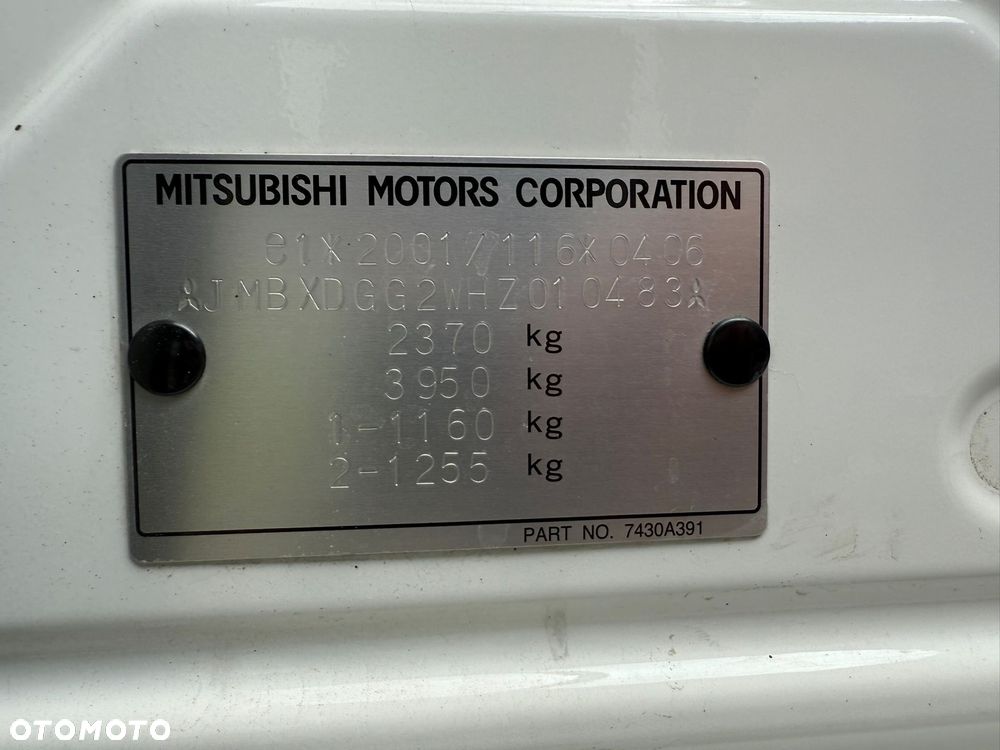 MITSUBISHI MOTORS CORPORATION
e1*2001/116*0406
JMBXDGG2WHZ010483
2370 kg
3950 kg
1-1160 kg
2-1255 kg
PART NO. 7430A391
OTOMOTO